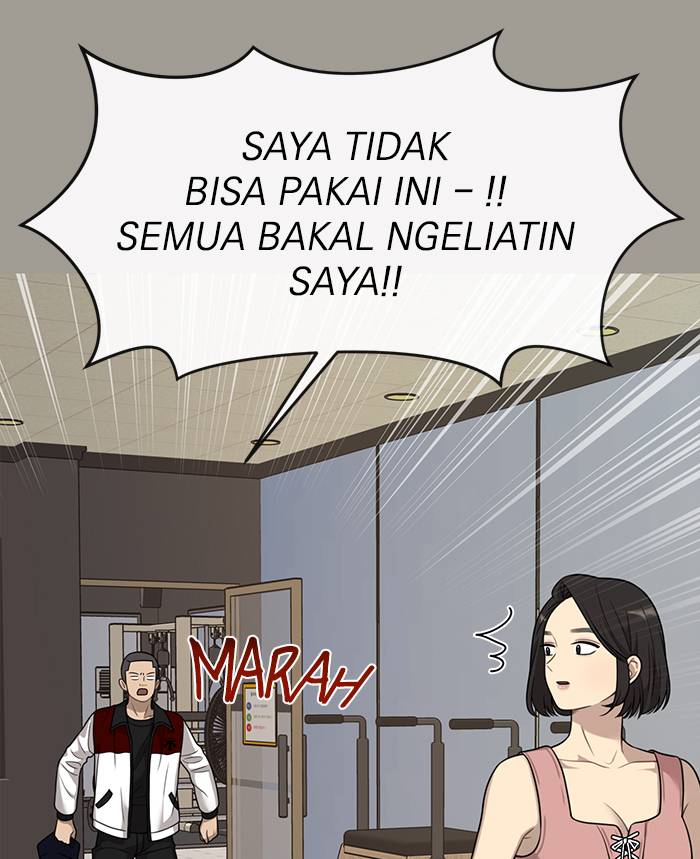 SAYA TIDAK
BISA PAKAI INI – !!
SEMUA BAKAL NGELIATIN
SAYA!!
MARAH